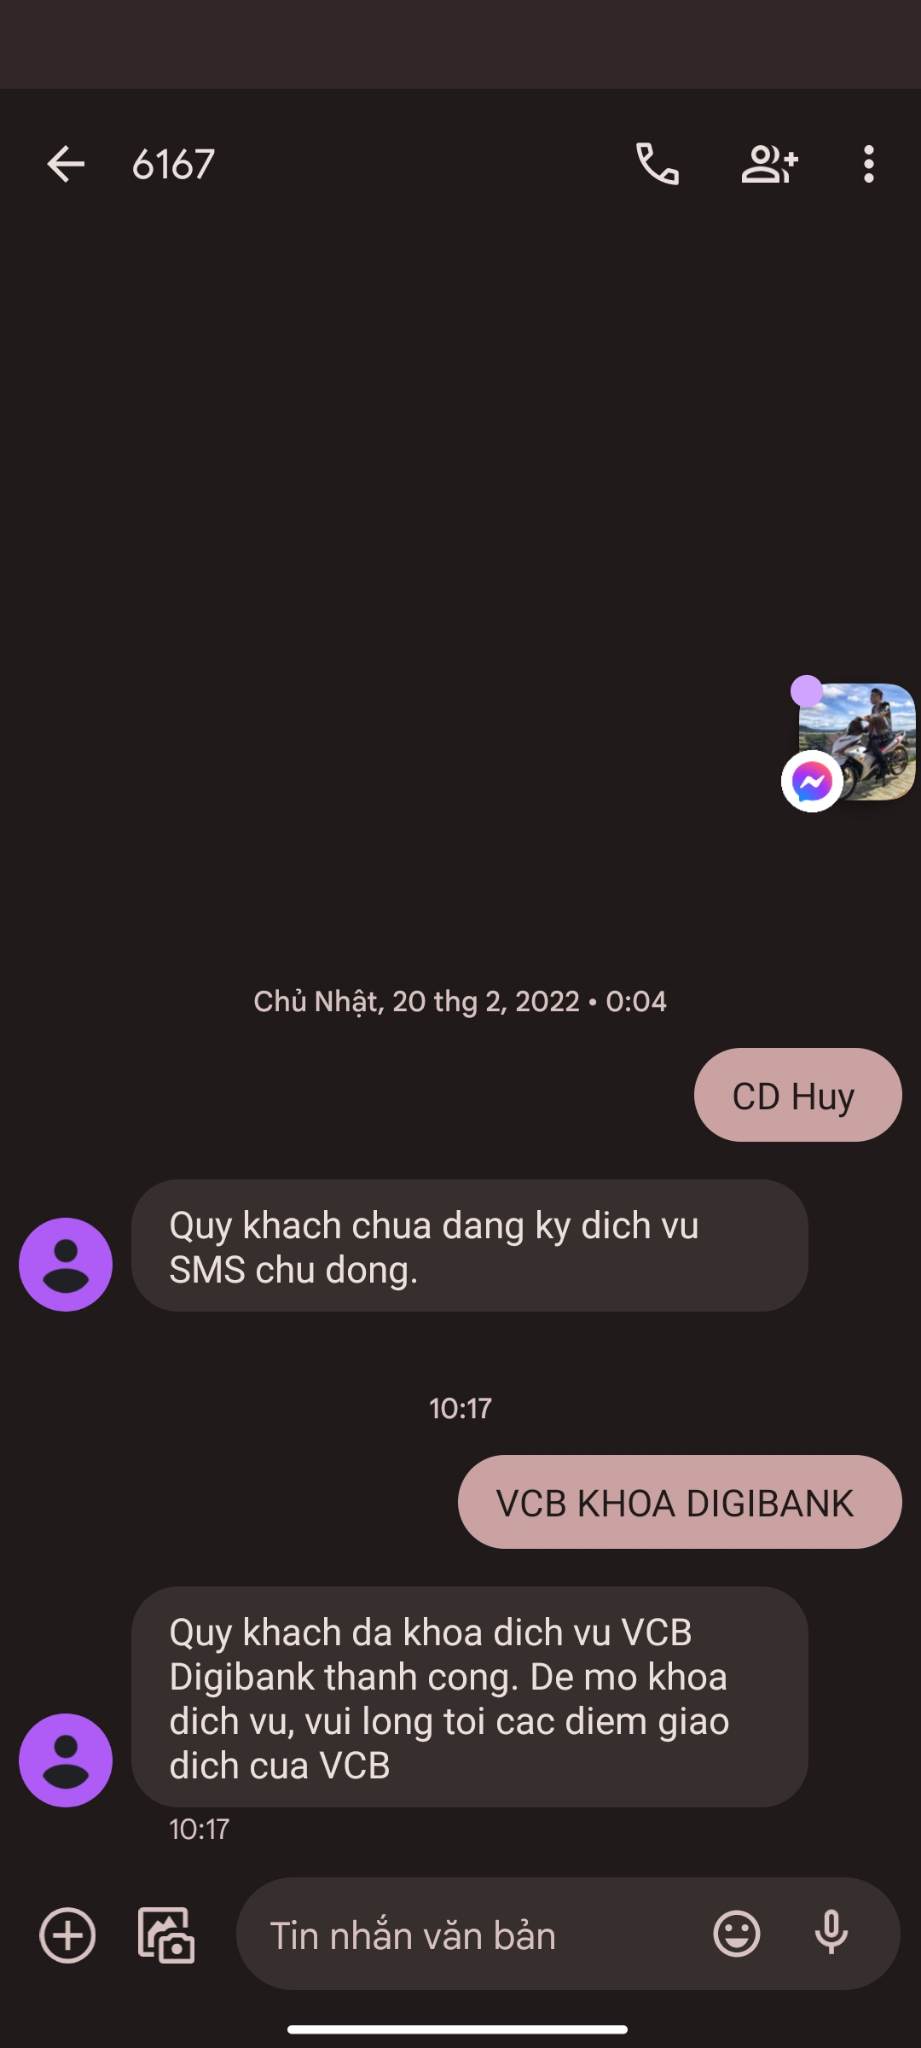 6167
Chủ Nhật, 20 thg 2, 2022 • 0:04
CD Huy
Quy khach chua dang ky dich vu
SMS chu dong.
10:17
VCB KHOA DIGIBANK
Quy khach da khoa dich vu VCB
Digibank thanh cong. De mo khoa
dich vu, vui long toi cac diem giao
dich cua VCB
10:17
Tin nhắn văn bản